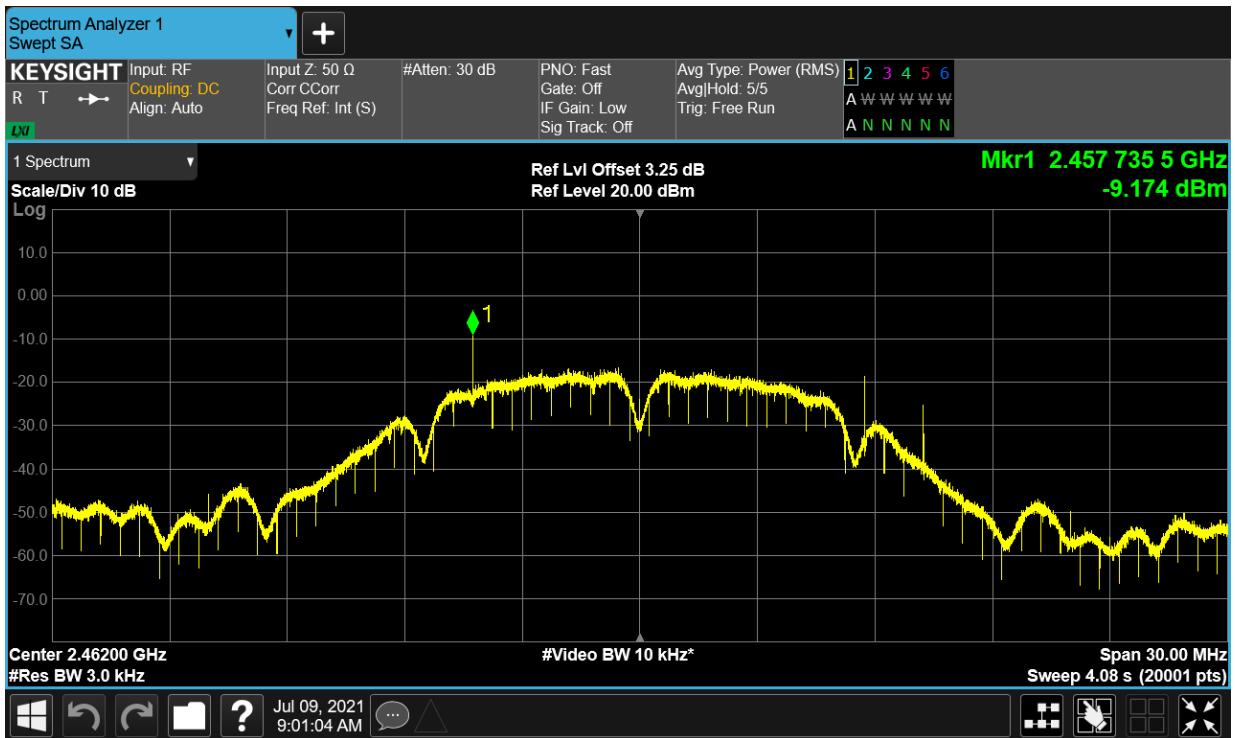 Spectrum Analyzer 1
Swept SA
KEYSIGHT
R T
LXI
Input: RF
Coupling: DC
Align: Auto
Input Z: 50 Ω
Corr CCorr
Freq Ref: Int (S)
#Atten: 30 dB
PNO: Fast
Gate: Off
IF Gain: Low
Sig Track: Off
Avg Type: Power (RMS)
Avg|Hold: 5/5
Trig: Free Run
1 2 3 4 5 6
A W W W W W
A N N N N N
1 Spectrum
Scale/Div 10 dB
Log
Ref Lvl Offset 3.25 dB
Ref Level 20.00 dBm
Mkr1 2.457 735 5 GHz
-9.174 dBm
10.0
0.00
-10.0
-20.0
-30.0
-40.0
-50.0
-60.0
-70.0
1
Center 2.46200 GHz
#Res BW 3.0 kHz
#Video BW 10 kHz*
Span 30.00 MHz
Sweep 4.08 s (20001 pts)
?
Jul 09, 2021
9:01:04 AM